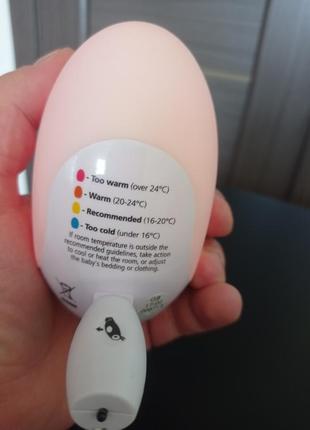 - Too warm (over 24°C)
- Warm (20-24°C)
- Recommended (16-20°C)
- Too cold (under 16°C)
If room temperature is outside the
recommended guidelines, take action
to cool or heat the room, or adjust
the baby's bedding or clothing.